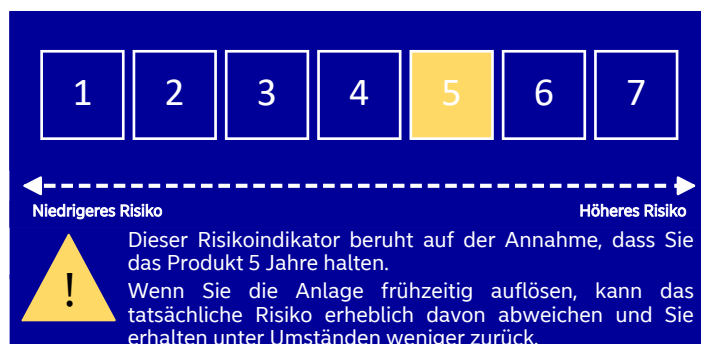 1 2 3 4 5 6 7
Niedrigeres Risiko Höheres Risiko
!
Dieser Risikoindikator beruht auf der Annahme, dass Sie
das Produkt 5 Jahre halten.
Wenn Sie die Anlage frühzeitig auflösen, kann das
tatsächliche Risiko erheblich davon abweichen und Sie
erhalten unter Umständen weniger zurück.